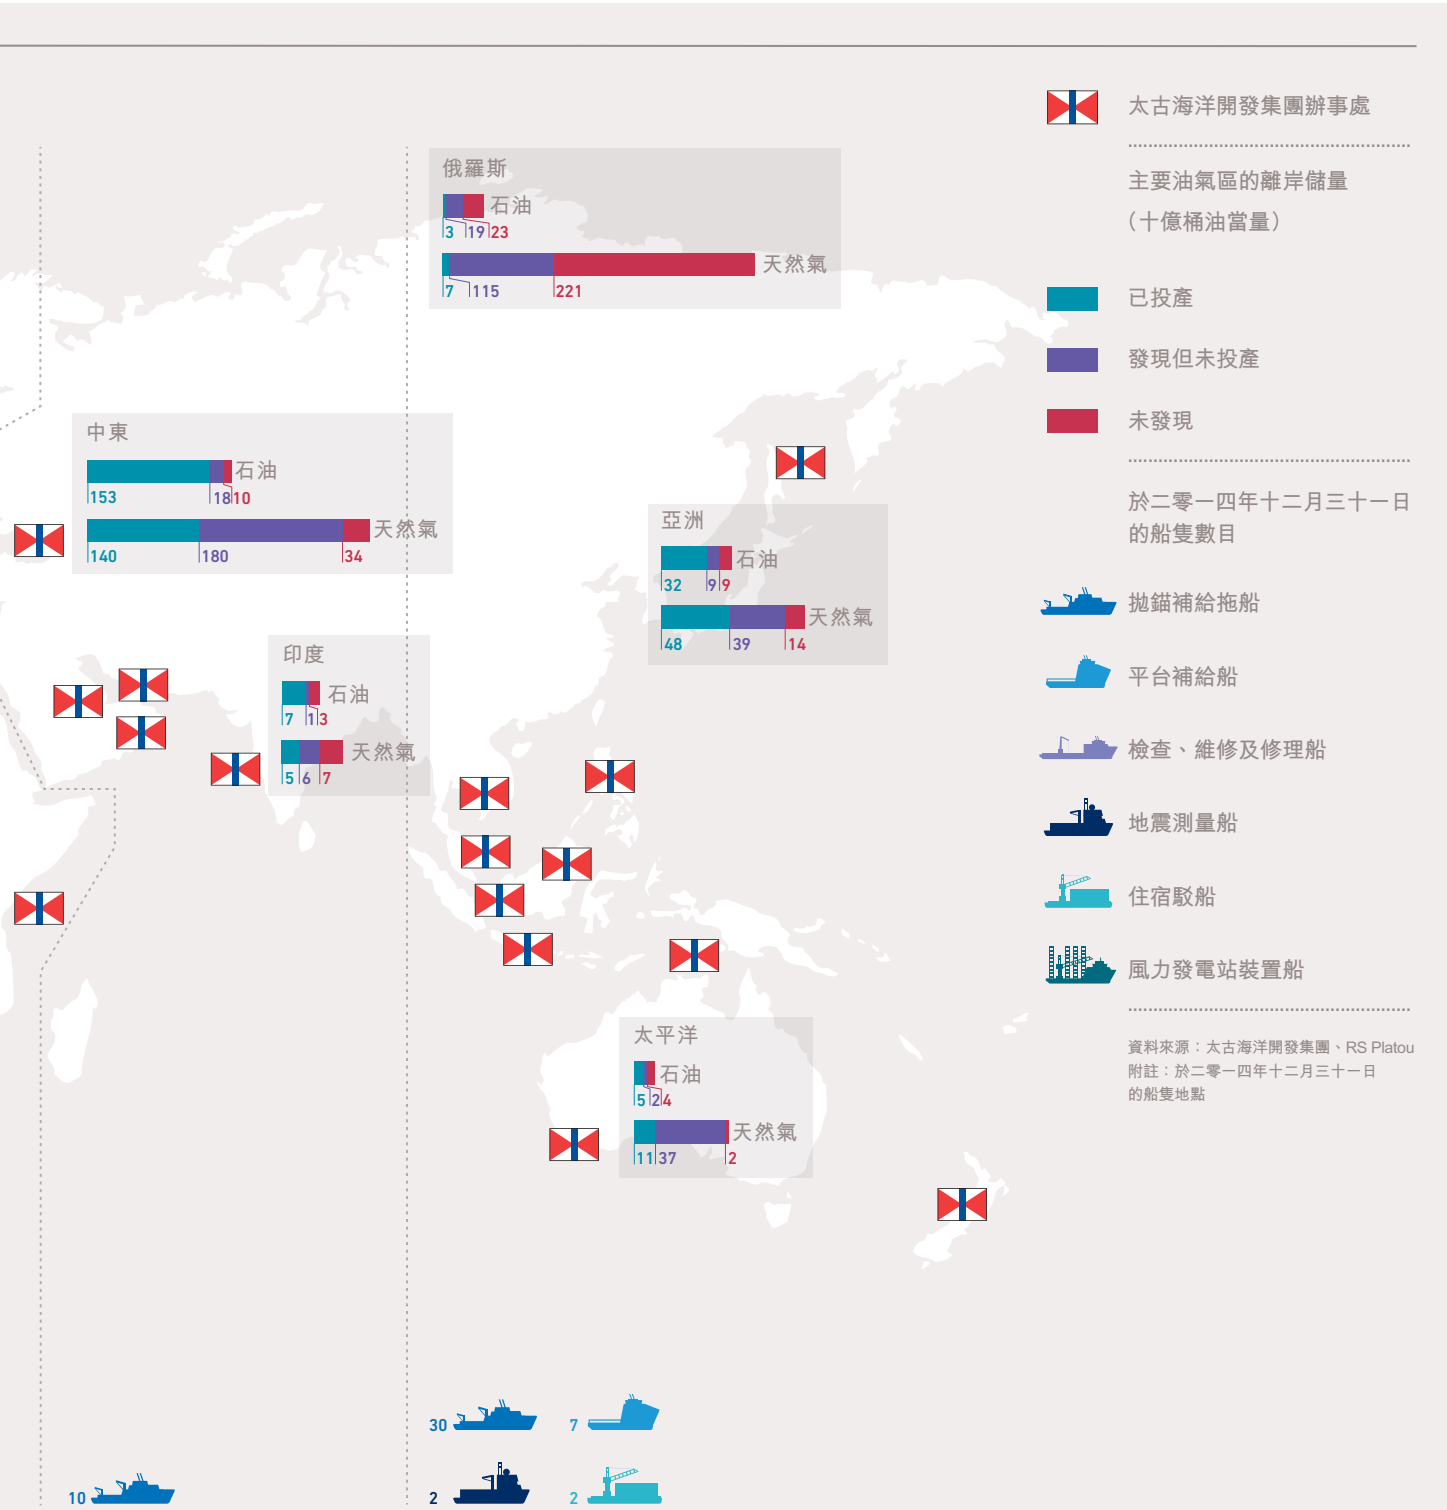 太古海洋開發集團辦事處
主要油氣區的離岸儲量
（十億桶油當量）
已投產
發現但未投產
未發現
於二零一四年十二月三十一日
的船隻數目
拋錨補給拖船
平台補給船
檢查、維修及修理船
地震測量船
住宿駁船
風力發電站裝置船
資料來源：太古海洋開發集團、RS Platou
附註：於二零一四年十二月三十一日
的船隻地點
俄羅斯
石油
3 19 23
天然氣
7 115 221
中東
石油
153 18 10
天然氣
140 180 34
亞洲
石油
32 9 9
天然氣
48 39 14
印度
石油
7 1 3
天然氣
5 6 7
太平洋
石油
5 2 4
天然氣
11 37 2
30 7
10 2 2